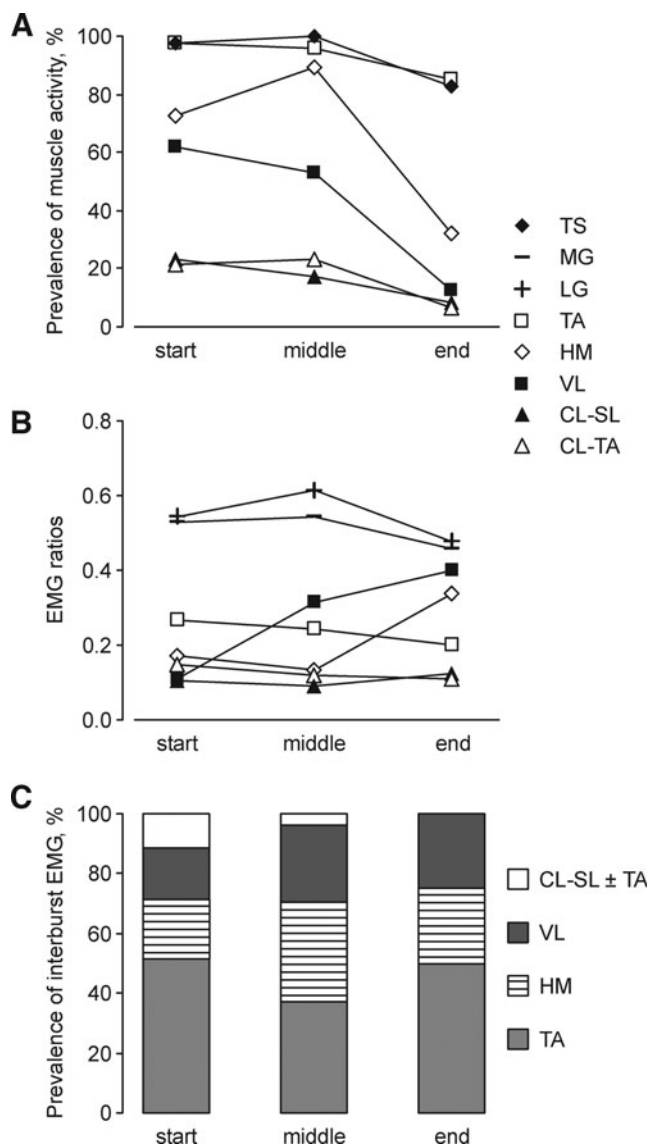 A
Prevalence of muscle activity, %
100
80
60
40
20
0
start middle end
TS
MG
LG
TA
HM
VL
CL-SL
CL-TA
B
EMG ratios
0.8
0.6
0.4
0.2
0.0
start middle end
C
Prevalence of interburst EMG, %
100
80
60
40
20
0
start middle end
CL-SL ± TA
VL
HM
TA